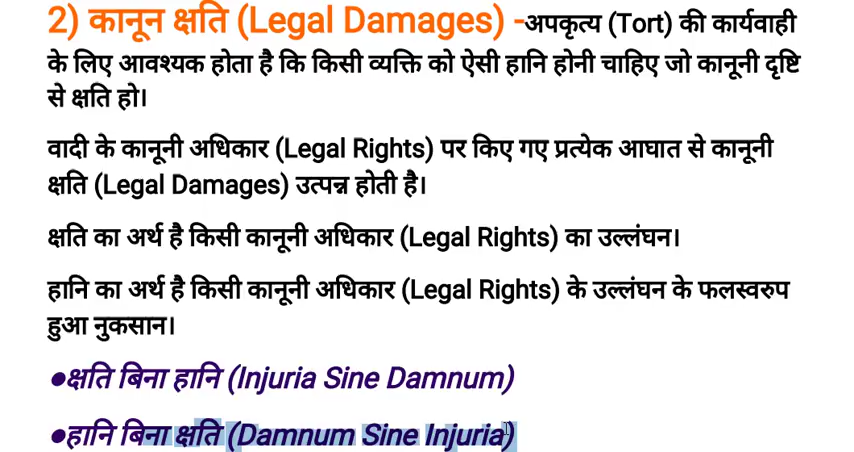 2) कानून क्षति (Legal Damages) -अपकृत्य (Tort) की कार्यवाही
के लिए आवश्यक होता है कि किसी व्यक्ति को ऐसी हानि होनी चाहिए जो कानूनी दृष्टि
से क्षति हो।
वादी के कानूनी अधिकार (Legal Rights) पर किए गए प्रत्येक आघात से कानूनी
क्षति (Legal Damages) उत्पन्न होती है।
क्षति का अर्थ है किसी कानूनी अधिकार (Legal Rights) का उल्लंघन।
हानि का अर्थ है किसी कानूनी अधिकार (Legal Rights) के उल्लंघन के फलस्वरुप
हुआ नुकसान।
●क्षति बिना हानि (Injuria Sine Damnum)
●हानि बिना क्षति (Damnum Sine Injuria)